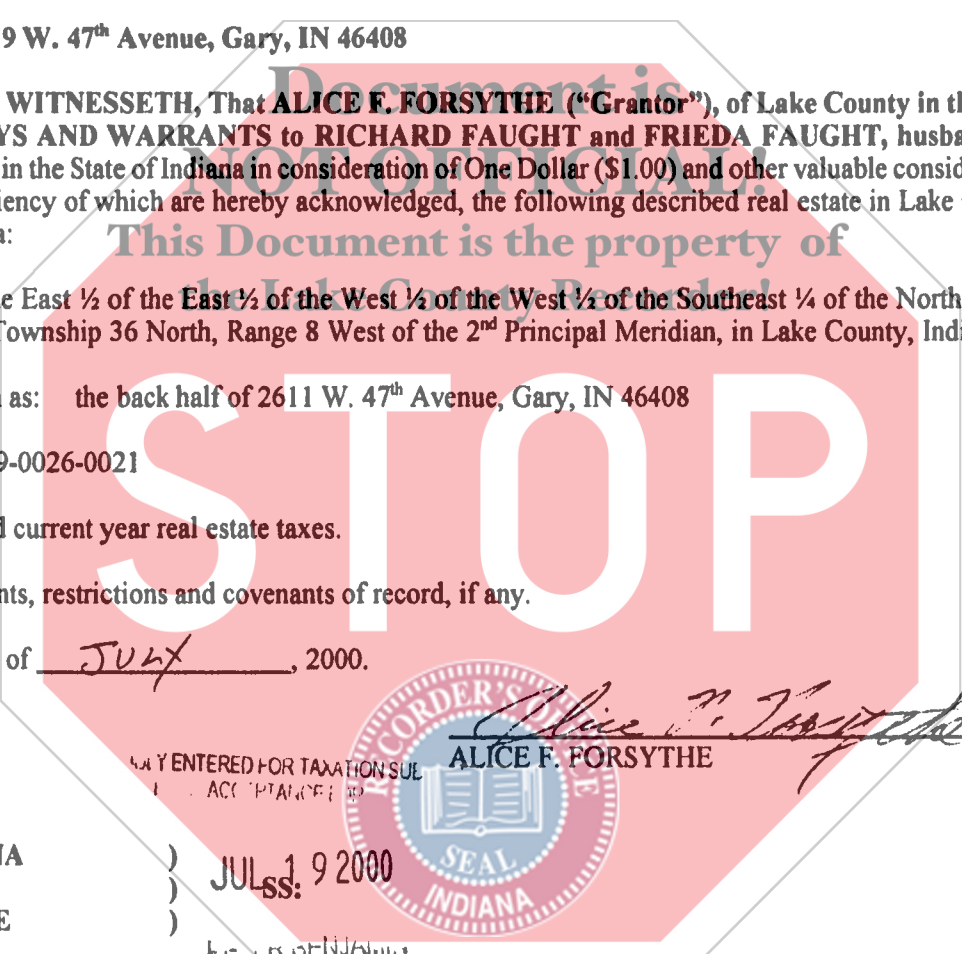 9 W. 47th Avenue, Gary, IN 46408
Document is
WITNESSETH, That ALICE F. FORSYTHE ("Grantor"), of Lake County in th
YS AND WARRANTS to RICHARD FAUGHT and FRIEDA FAUGHT, husba
NOT OFFICIAL!
in the State of Indiana in consideration of One Dollar ($1.00) and other valuable consid
iency of which are hereby acknowledged, the following described real estate in Lake
a:
This Document is the property of
the Lake County Recorder!
e East ½ of the East ½ of the West ½ of the West ½ of the Southeast ¼ of the North
Township 36 North, Range 8 West of the 2nd Principal Meridian, in Lake County, Indi
as: the back half of 2611 W. 47th Avenue, Gary, IN 46408
9-0026-0021
STOP
d current year real estate taxes.
nts, restrictions and covenants of record, if any.
of JULY, 2000.
Alice F. Forsythe
ALICE F. FORSYTHE
ENTERED FOR TAXATION SU
RECORDER'S OFFICE
SEAL
INDIANA
NA )
JUL 19 2000
) SS:
E )